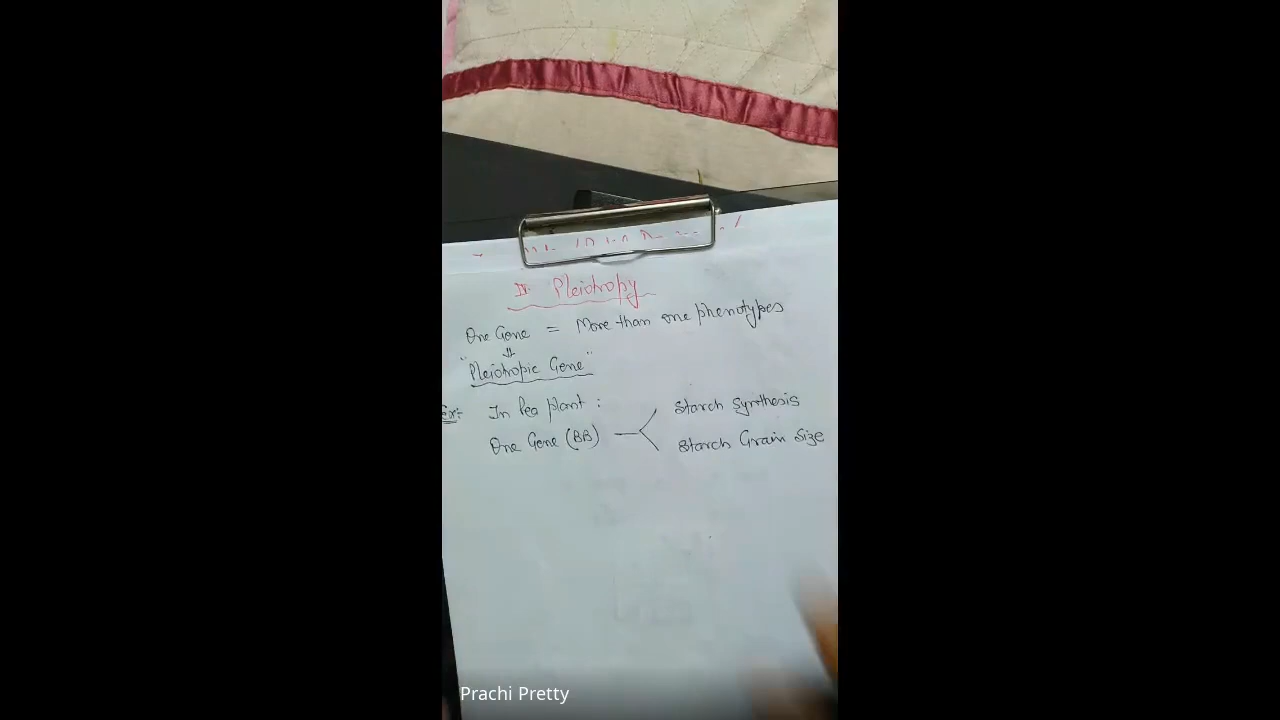 II. Pleiotropy
One Gene = More than one phenotypes
"Pleiotropic Gene"
Ex:- In Pea plant :
One Gene (BB)
Starch Synthesis
Starch Grain Size
Prachi Pretty